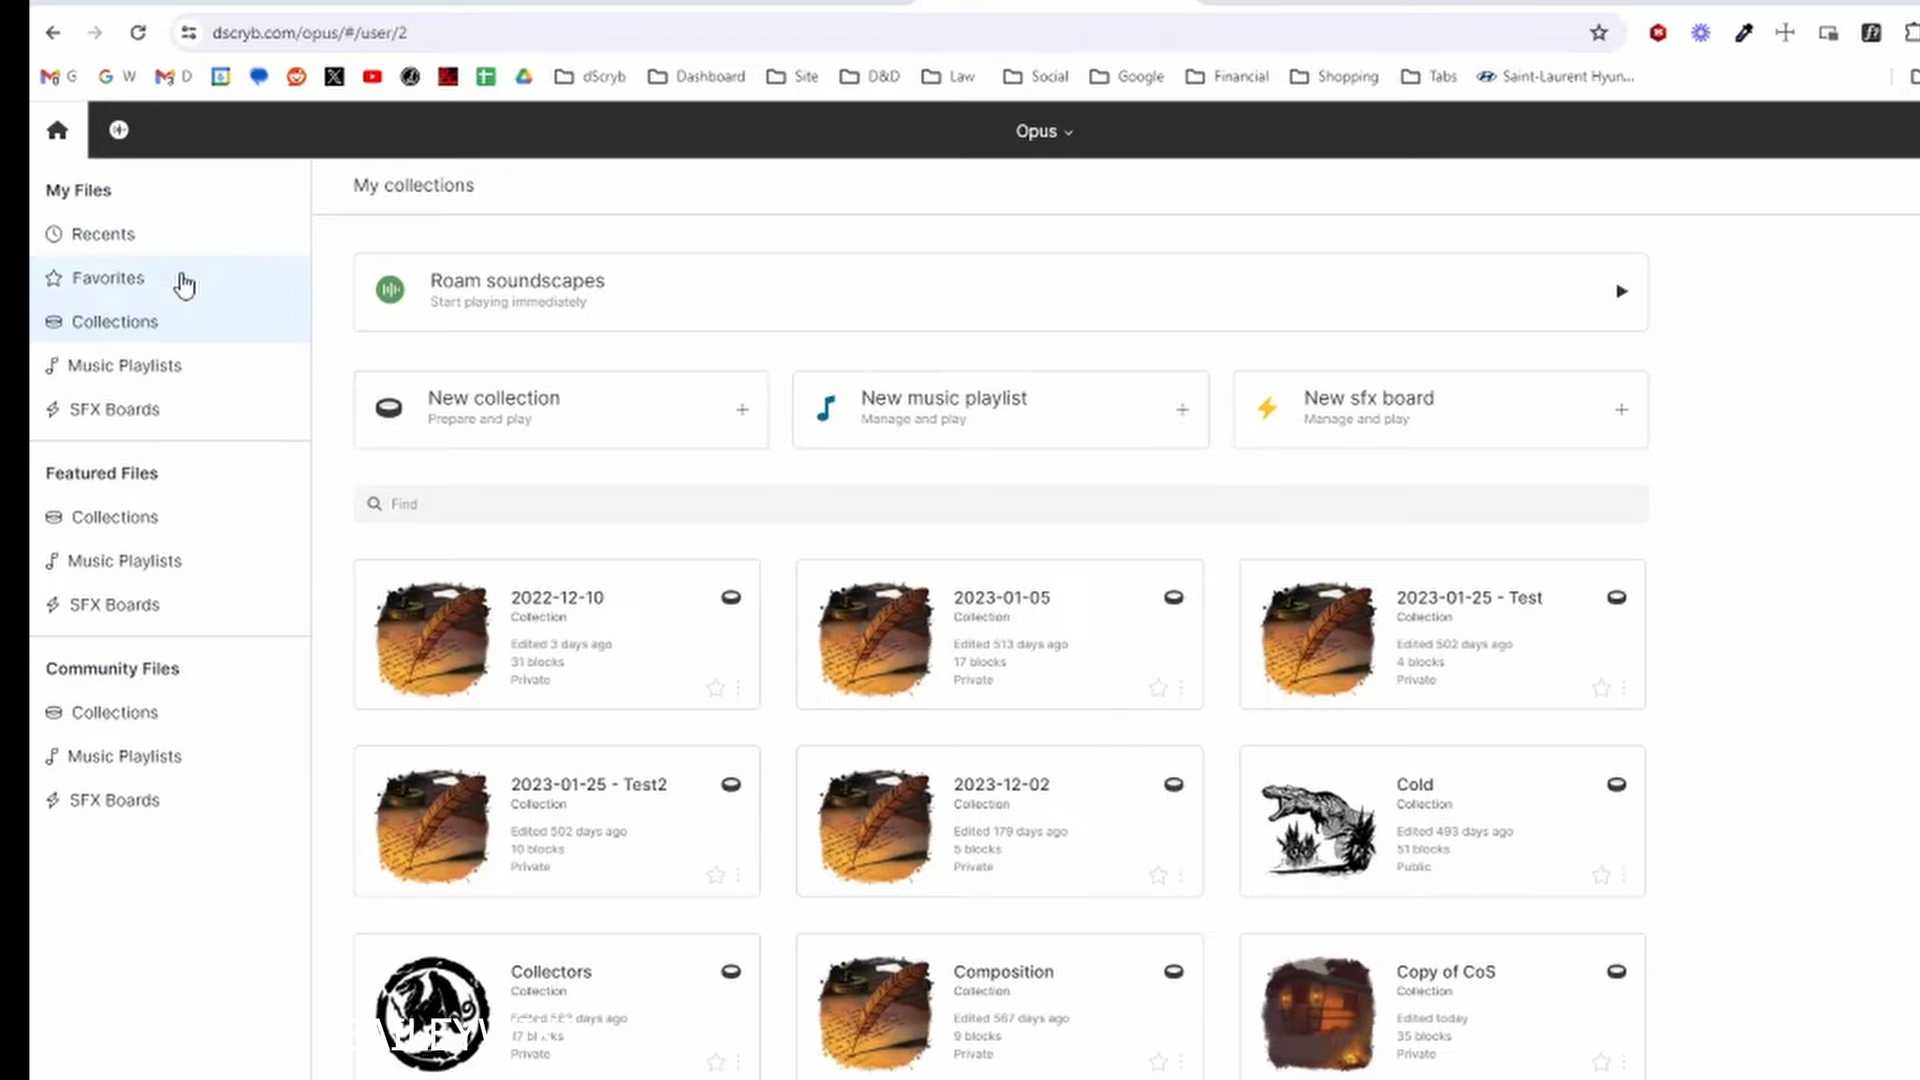 dscryb.com/opus/#/user/2
G W D dScryb Dashboard Site D&D Law Social Google Financial Shopping Tabs Saint-Laurent Hyun...
Opus
My Files
Recents
Favorites
Collections
Music Playlists
SFX Boards
Featured Files
Collections
Music Playlists
SFX Boards
Community Files
Collections
Music Playlists
SFX Boards
My collections
Roam soundscapes
Start playing immediately
New collection
Prepare and play
New music playlist
Manage and play
New sfx board
Manage and play
Find
2022-12-10
Collection
Edited 3 days ago
31 blocks
Private
2023-01-05
Collection
Edited 513 days ago
17 blocks
Private
2023-01-25 - Test
Collection
Edited 502 days ago
4 blocks
Private
2023-01-25 - Test2
Collection
Edited 502 days ago
10 blocks
Private
2023-12-02
Collection
Edited 179 days ago
5 blocks
Private
Cold
Collection
Edited 493 days ago
51 blocks
Public
Collectors
Collection
days ago
17
Private
Composition
Collection
Edited 567 days ago
9 blocks
Private
Copy of CoS
Collection
Edited today
35 blocks
Private